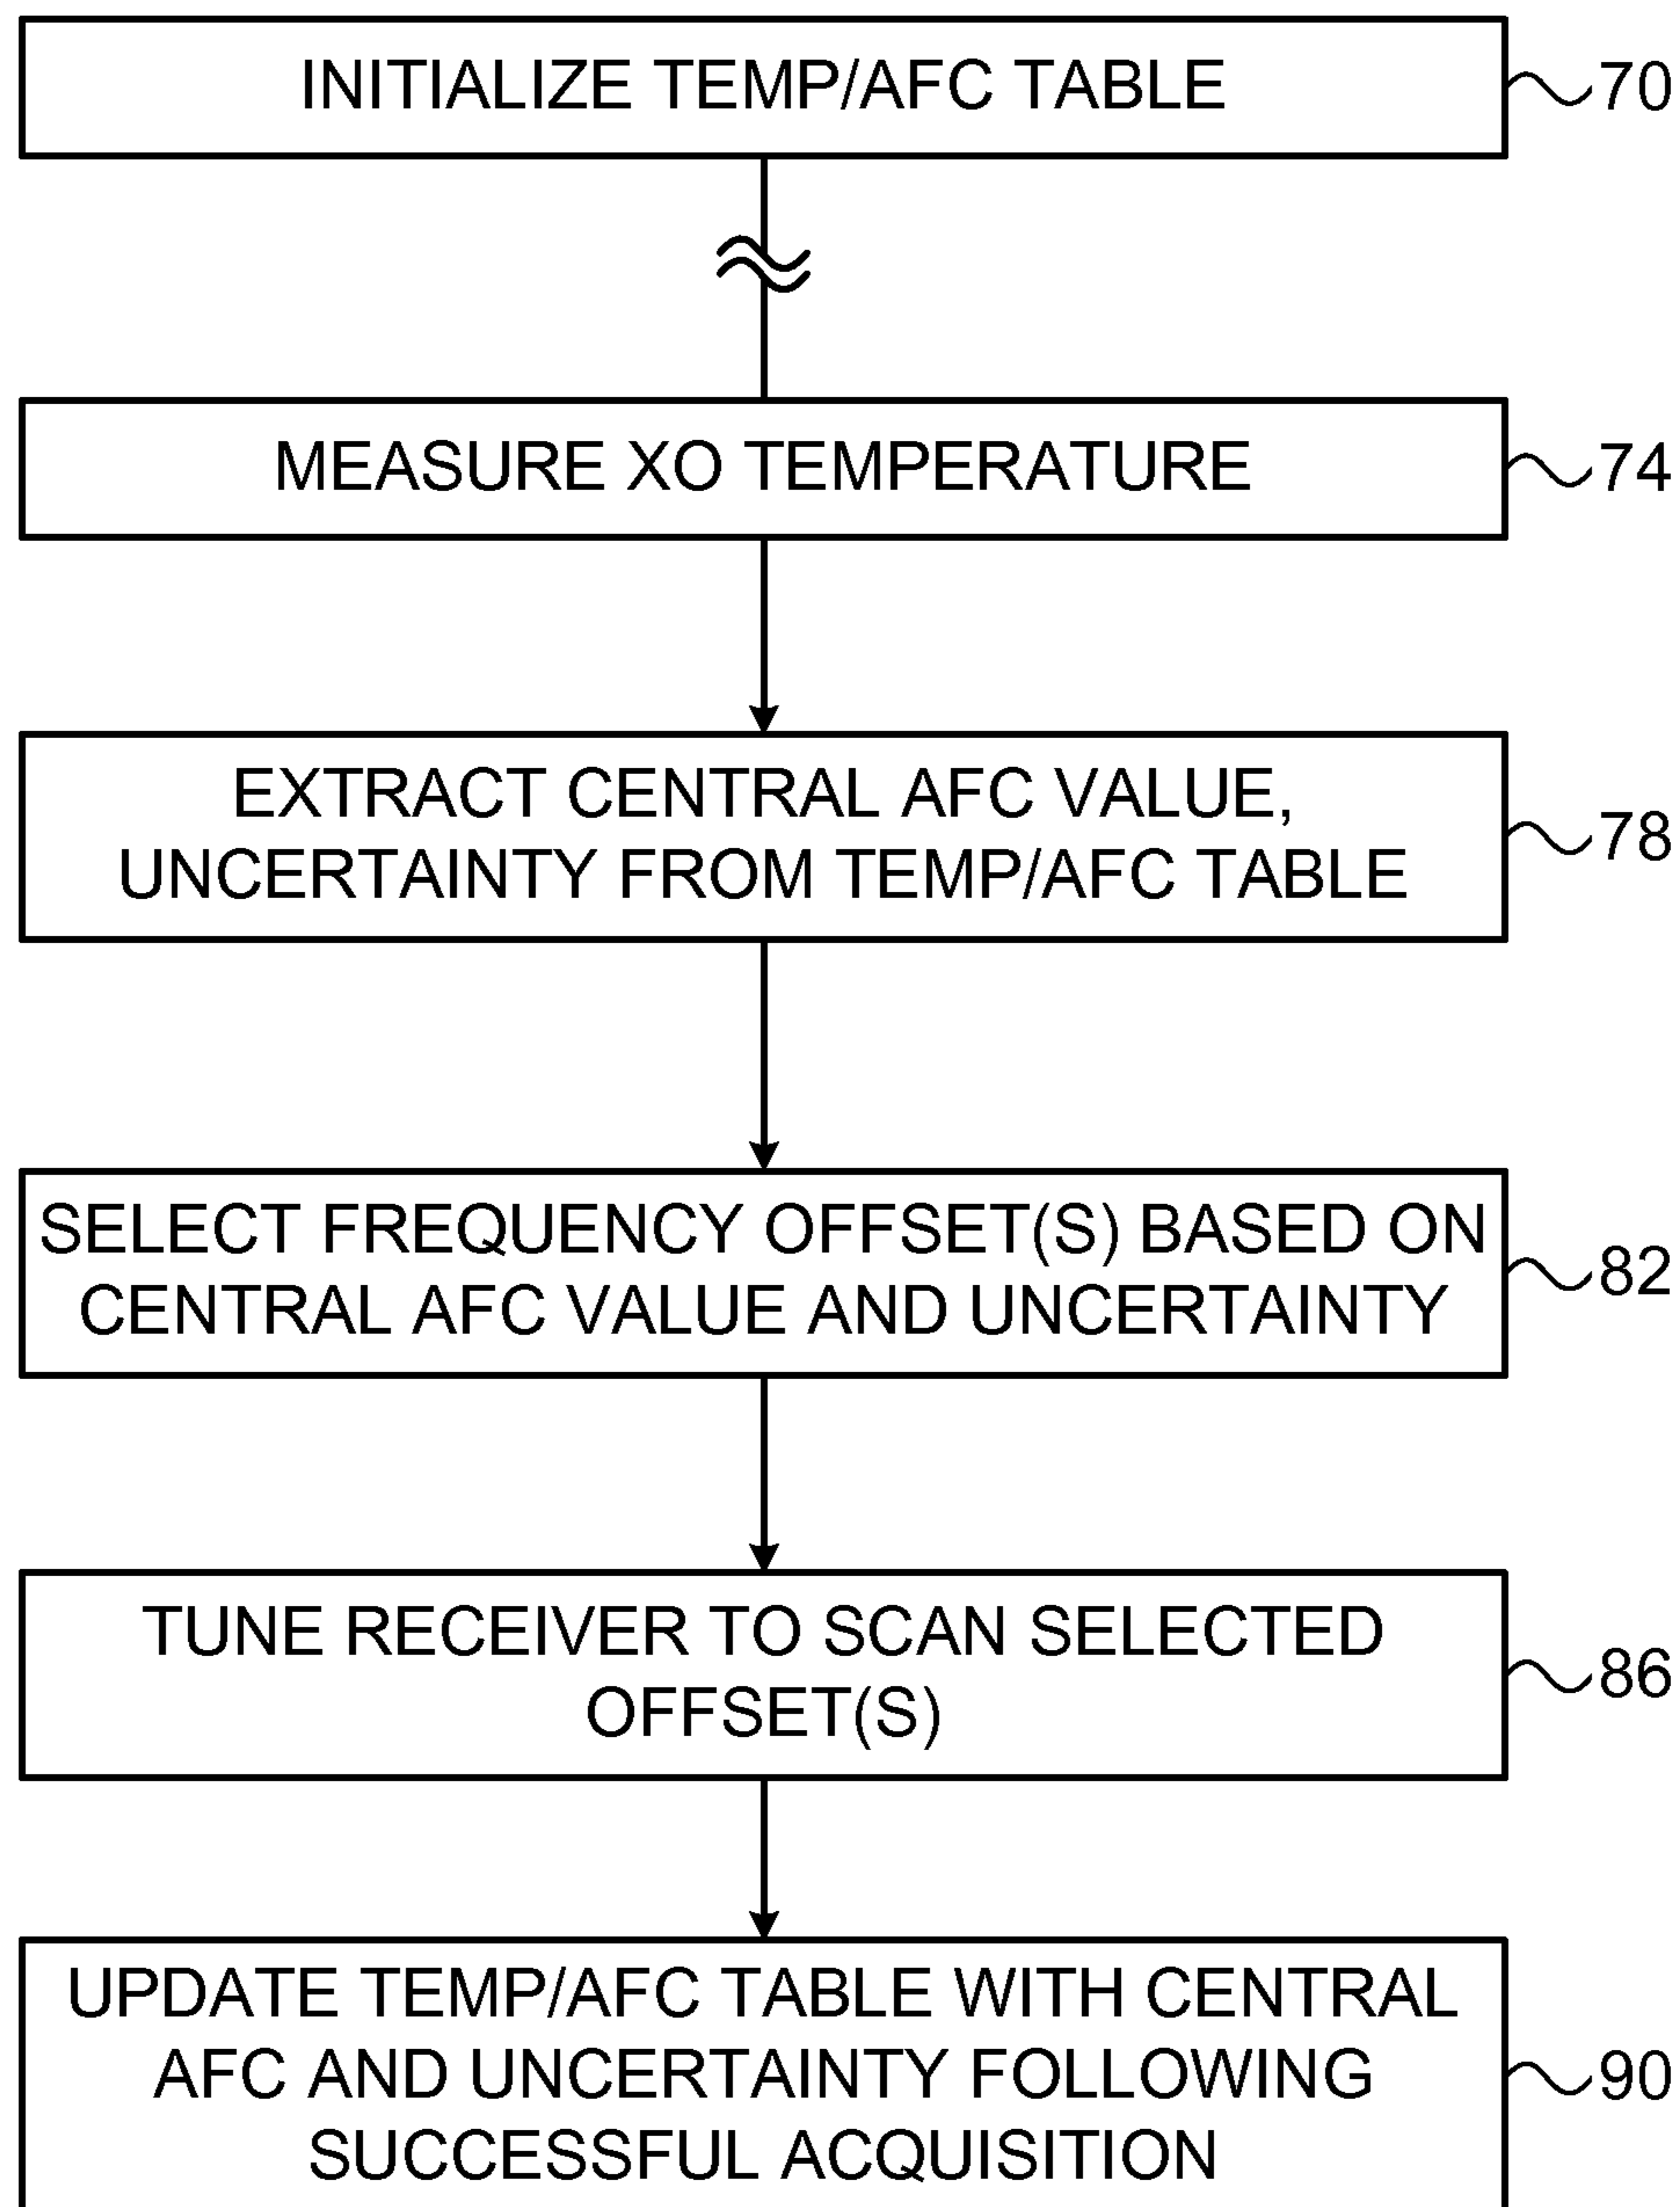 INITIALIZE TEMP/AFC TABLE
70
MEASURE XO TEMPERATURE
74
EXTRACT CENTRAL AFC VALUE,
UNCERTAINTY FROM TEMP/AFC TABLE
78
SELECT FREQUENCY OFFSET(S) BASED ON
CENTRAL AFC VALUE AND UNCERTAINTY
82
TUNE RECEIVER TO SCAN SELECTED
OFFSET(S)
86
UPDATE TEMP/AFC TABLE WITH CENTRAL
AFC AND UNCERTAINTY FOLLOWING
SUCCESSFUL ACQUISITION
90